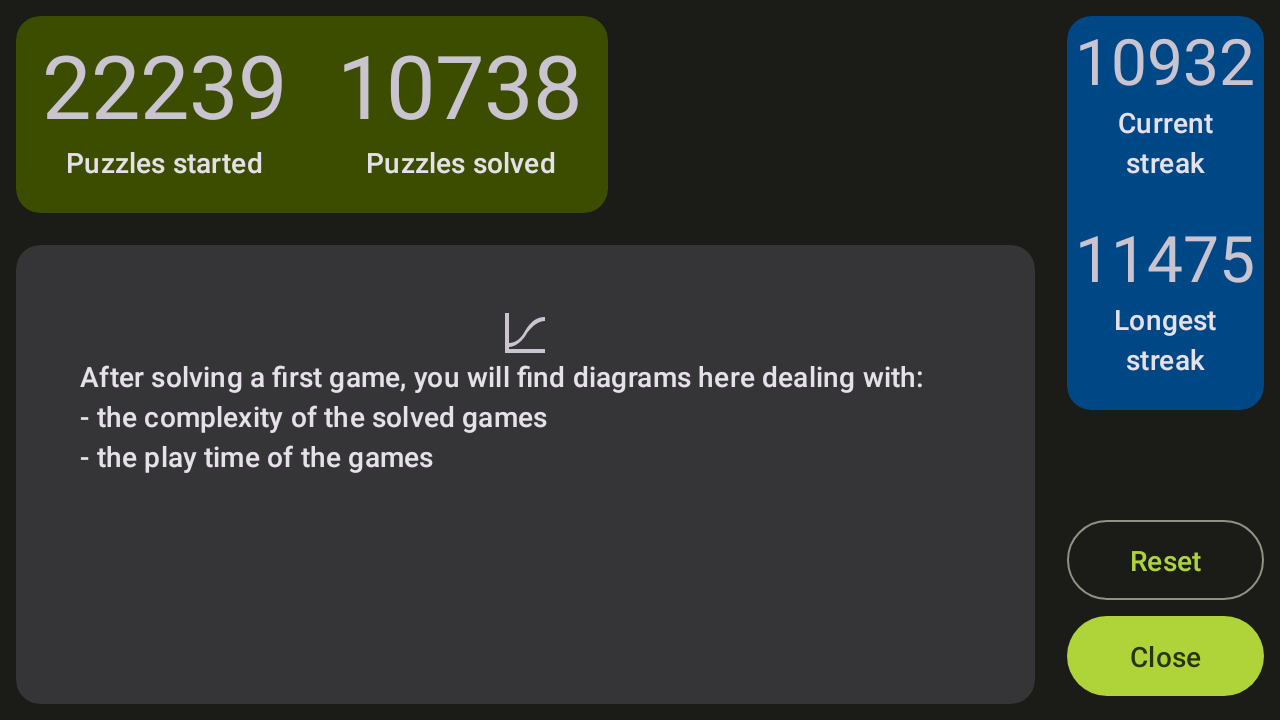 22239
Puzzles started
10738
Puzzles solved
10932
Current
streak
11475
Longest
streak
After solving a first game, you will find diagrams here dealing with:
- the complexity of the solved games
- the play time of the games
Reset
Close